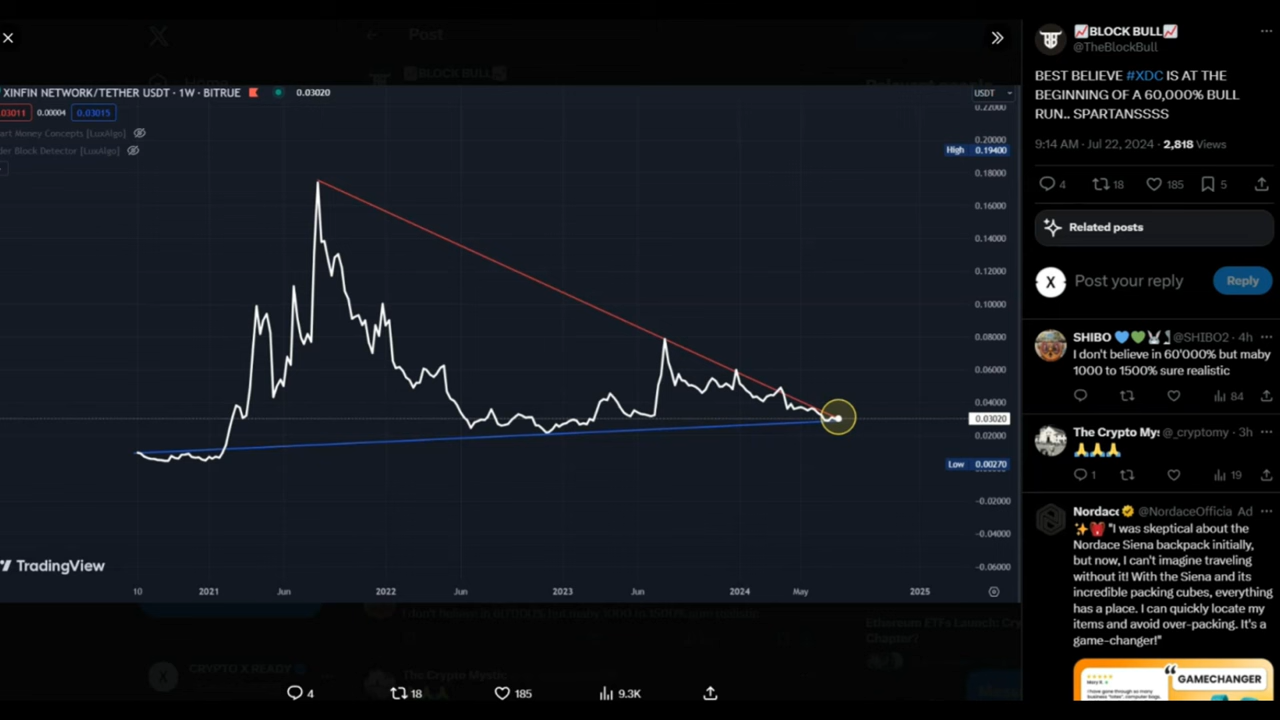 Post
XINFIN NETWORK/TETHER USDT · 1W · BITRUE 0.03020
03011 0.00004 0.03015
art Money Concepts [LuxAlgo]
der Block Detector [LuxAlgo]
USDT
0.22000
0.20000
High 0.19400
0.18000
0.16000
0.14000
0.12000
0.10000
0.08000
0.06000
0.04000
0.03020
0.02000
Low 0.00270
-0.02000
-0.04000
-0.06000
TradingView
10 2021 Jun 2022 Jun 2023 2024 May 2025
CRYPTO X READY
The Crypto Mystic
4 18 185 9.3K
BLOCK BULL
@TheBlockBull
BEST BELIEVE #XDC IS AT THE
BEGINNING OF A 60,000% BULL
RUN.. SPARTANSSSS
9:14 AM · Jul 22, 2024 · 2,818 Views
4 18 185 5
Related posts
X Post your reply Reply
SHIBO @SHIBO2 · 4h
I don't believe in 60'000% but maby
1000 to 1500% sure realistic
84
The Crypto Mys @_cryptomy · 3h
🙏🙏🙏
1 19
Nordace @NordaceOfficia Ad
✨🎒 "I was skeptical about the
Nordace Siena backpack initially,
but now, I can't imagine traveling
without it! With the Siena and its
incredible packing cubes, everything
has a place. I can quickly locate my
items and avoid over-packing. It's a
game-changer!"
GAMECHANGER